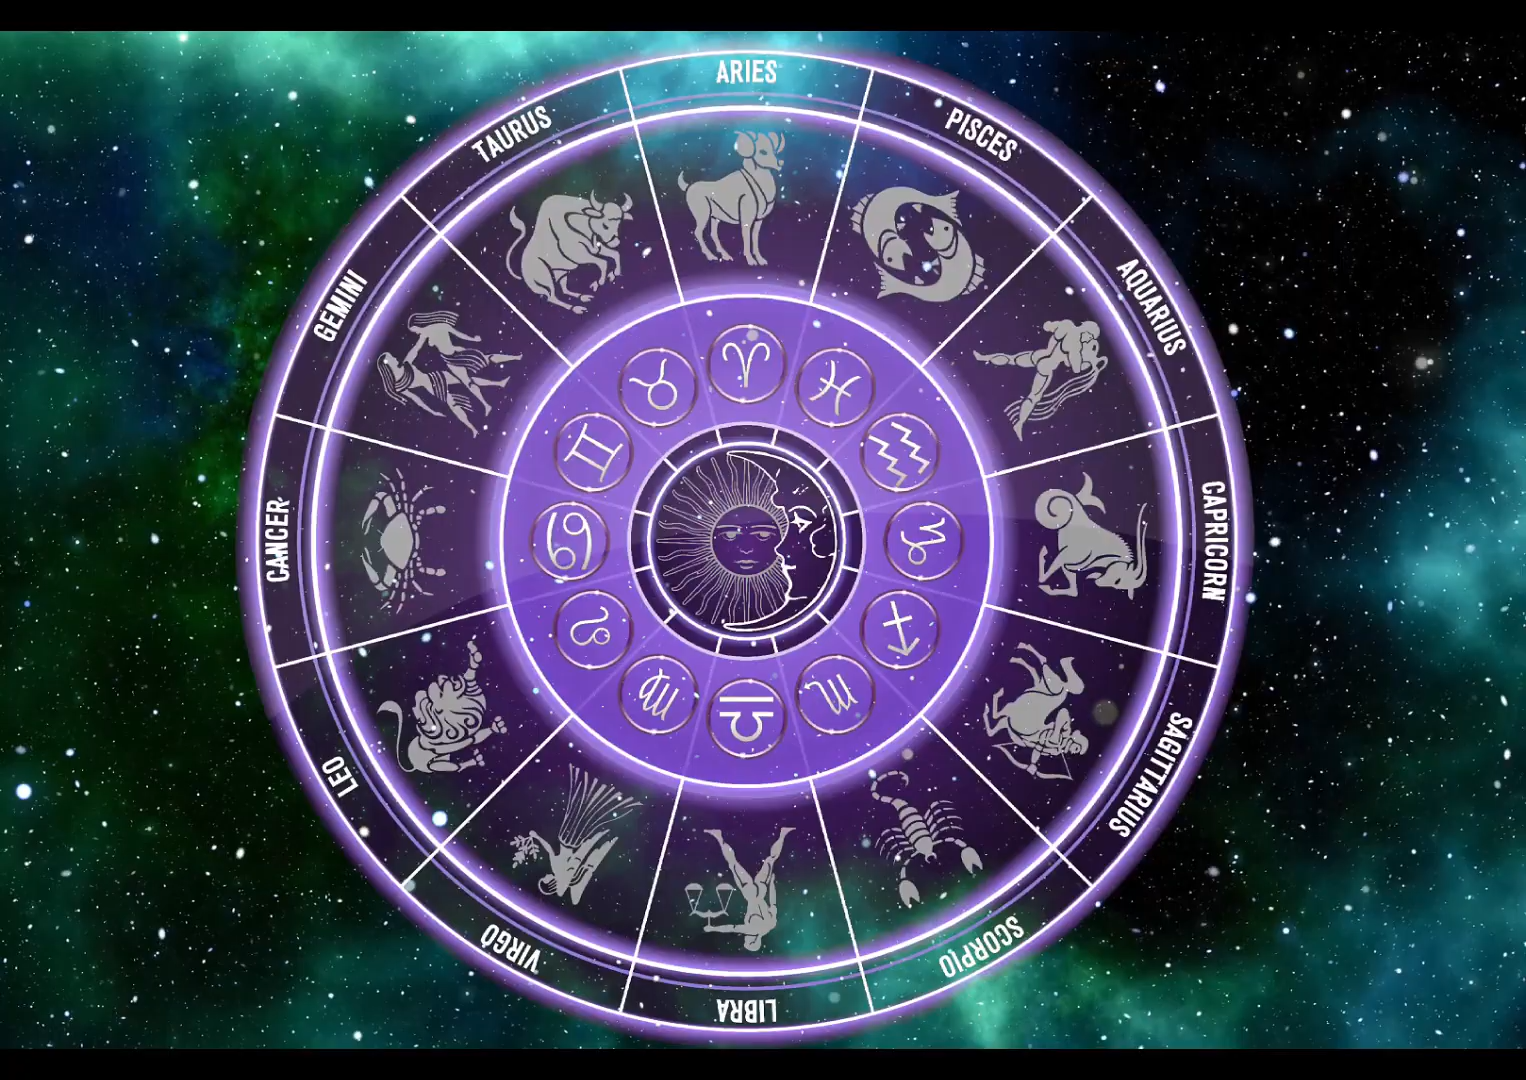 ARIES
PISCES
AQUARIUS
CAPRICORN
SAGITTARIUS
SCORPIO
LIBRA
VIRGO
LEO
CANCER
GEMINI
TAURUS